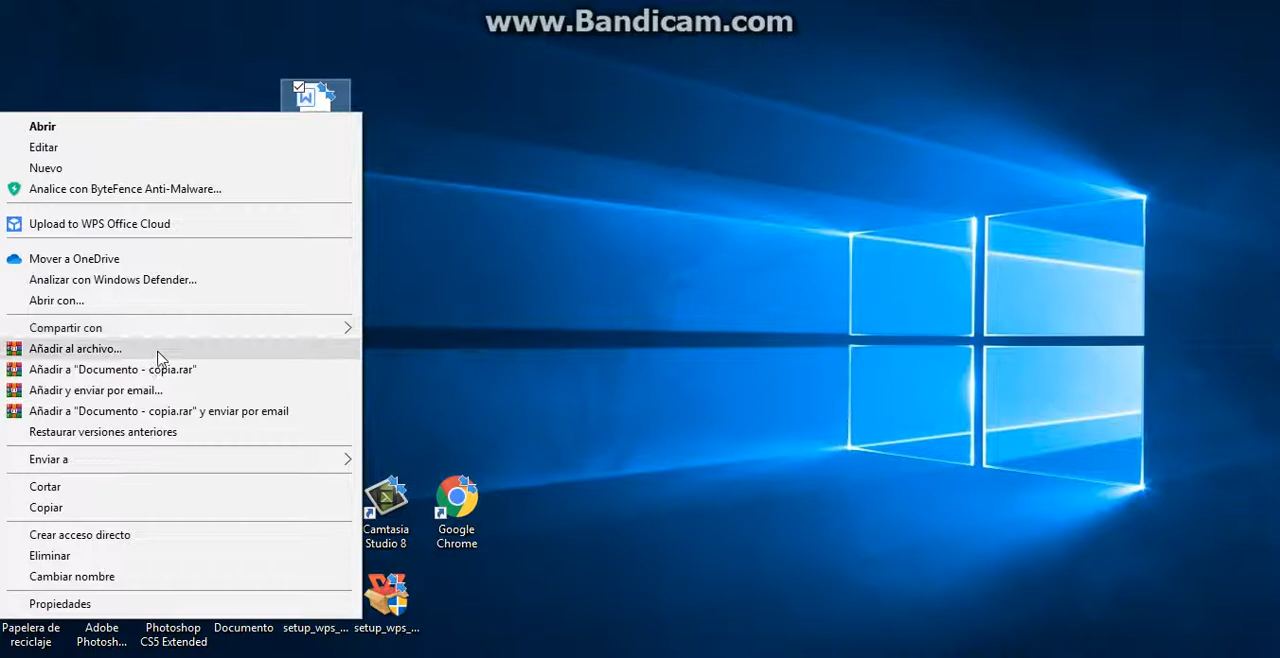 www.Bandicam.com
W
Abrir
Editar
Nuevo
Analice con ByteFence Anti-Malware...
Upload to WPS Office Cloud
Mover a OneDrive
Analizar con Windows Defender...
Abrir con...
Compartir con
Añadir al archivo...
Añadir a "Documento - copia.rar"
Añadir y enviar por email...
Añadir a "Documento - copia.rar" y enviar por email
Restaurar versiones anteriores
Enviar a
Cortar
Copiar
Crear acceso directo
Eliminar
Cambiar nombre
Propiedades
Camtasia
Studio 8
Google
Chrome
Papelera de
reciclaje
Adobe
Photosh...
Photoshop
CS5 Extended
Documento
setup_wps_...
setup_wps_...